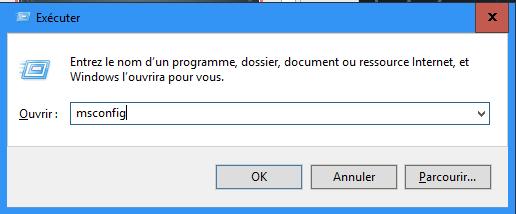 Exécuter
Entrez le nom d'un programme, dossier, document ou ressource Internet, et
Windows l'ouvrira pour vous.
Ouvrir : msconfig
OK Annuler Parcourir...